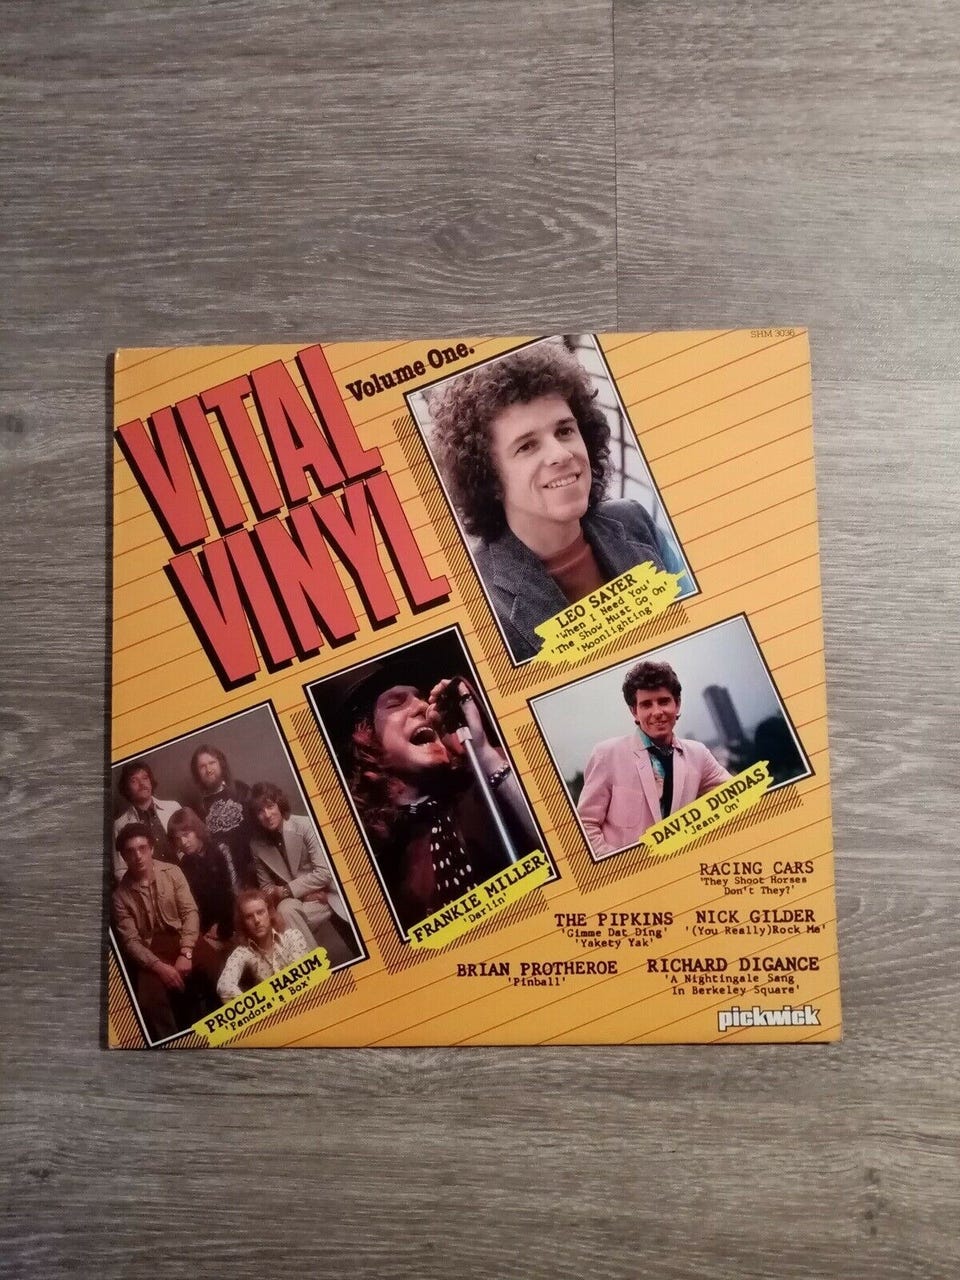 SHM 3036
VITAL
VINYL
Volume One.
LEO SAYER
'When I Need You'
'The Show Must Go On'
'Moonlighting'
DAVID DUNDAS
'Jeans On'
FRANKIE MILLER
'Darlin''
PROCOL HARUM
'Pandora's Box'
RACING CARS
'They Shoot Horses
Don't They?'
THE PIPKINS
'Gimme Dat Ding'
'Yakety Yak'
NICK GILDER
'(You Really)Rock Me'
BRIAN PROTHEROE
'Pinball'
RICHARD DIGANCE
'A Nightingale Sang
In Berkeley Square'
pickwick